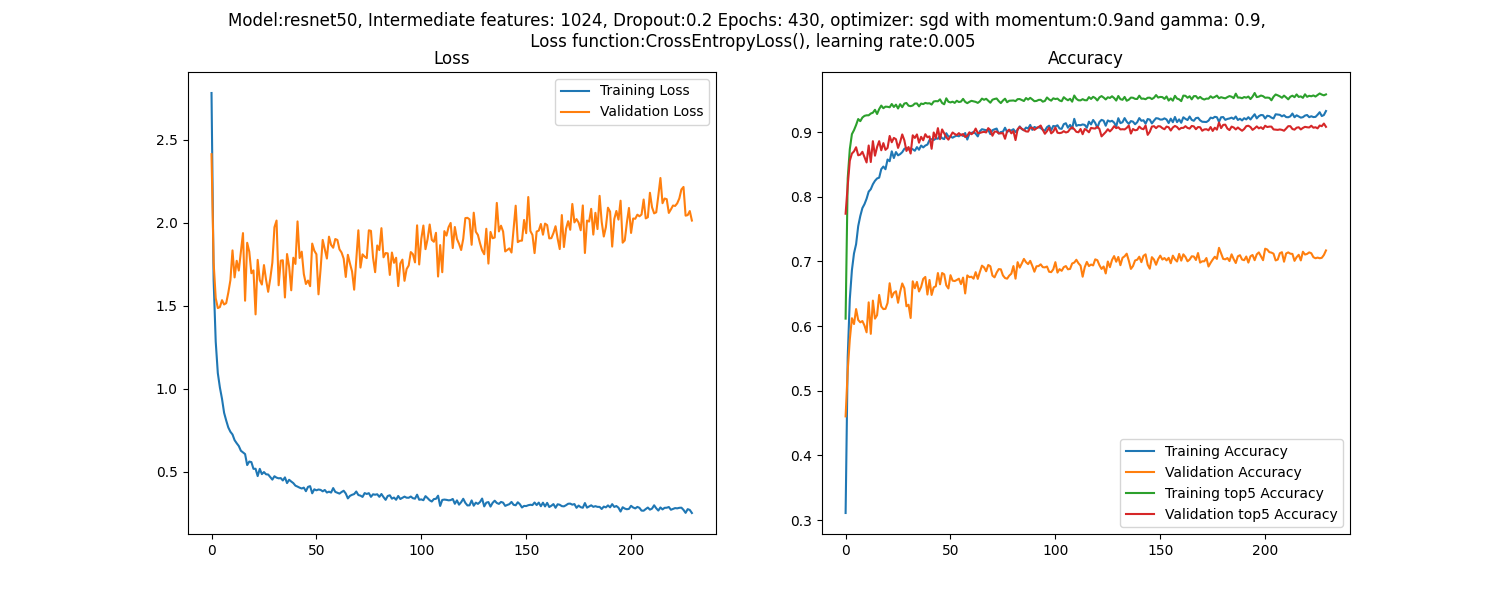 Model:resnet50, Intermediate features: 1024, Dropout:0.2 Epochs: 430, optimizer: sgd with momentum:0.9and gamma: 0.9,
Loss function:CrossEntropyLoss(), learning rate:0.005
Loss
Training Loss
Validation Loss
2.5
2.0
1.5
1.0
0.5
0
50
100
150
200
Accuracy
0.9
0.8
0.7
0.6
0.5
0.4
0.3
Training Accuracy
Validation Accuracy
Training top5 Accuracy
Validation top5 Accuracy
0
50
100
150
200